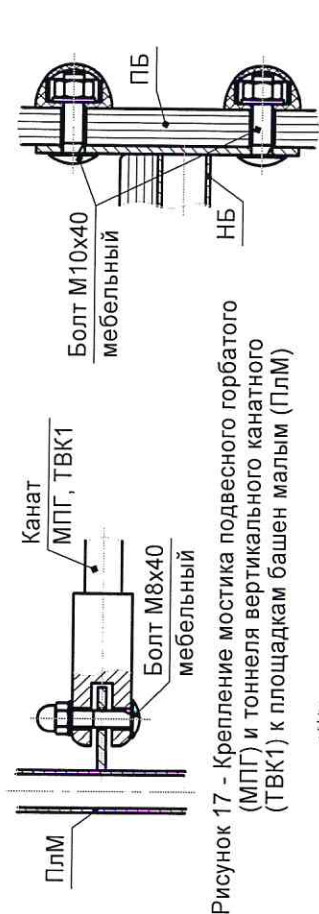 Канат
МПГ, ТВК1
ПлМ
Болт М8х40
мебельный
Болт М10х40
мебельный
ПБ
НБ
Рисунок 17 - Крепление мостика подвесного горбатого
(МПГ) и тоннеля вертикального канатного
(ТВК1) к площадкам башен малым (ПлМ)